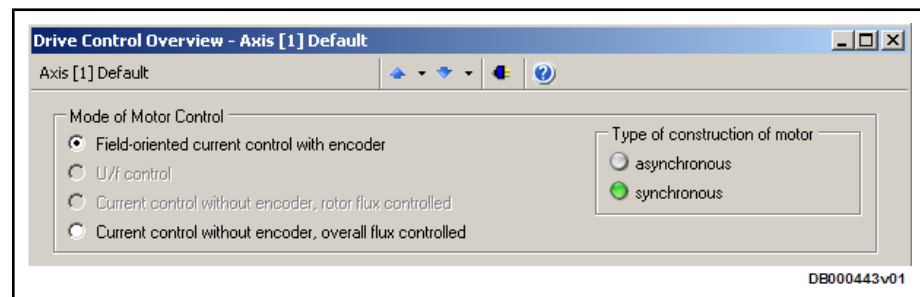 Drive Control Overview - Axis [1] Default
Axis [1] Default
Mode of Motor Control
Field-oriented current control with encoder
U/f control
Current control without encoder, rotor flux controlled
Current control without encoder, overall flux controlled
Type of construction of motor
asynchronous
synchronous
DB000443v01